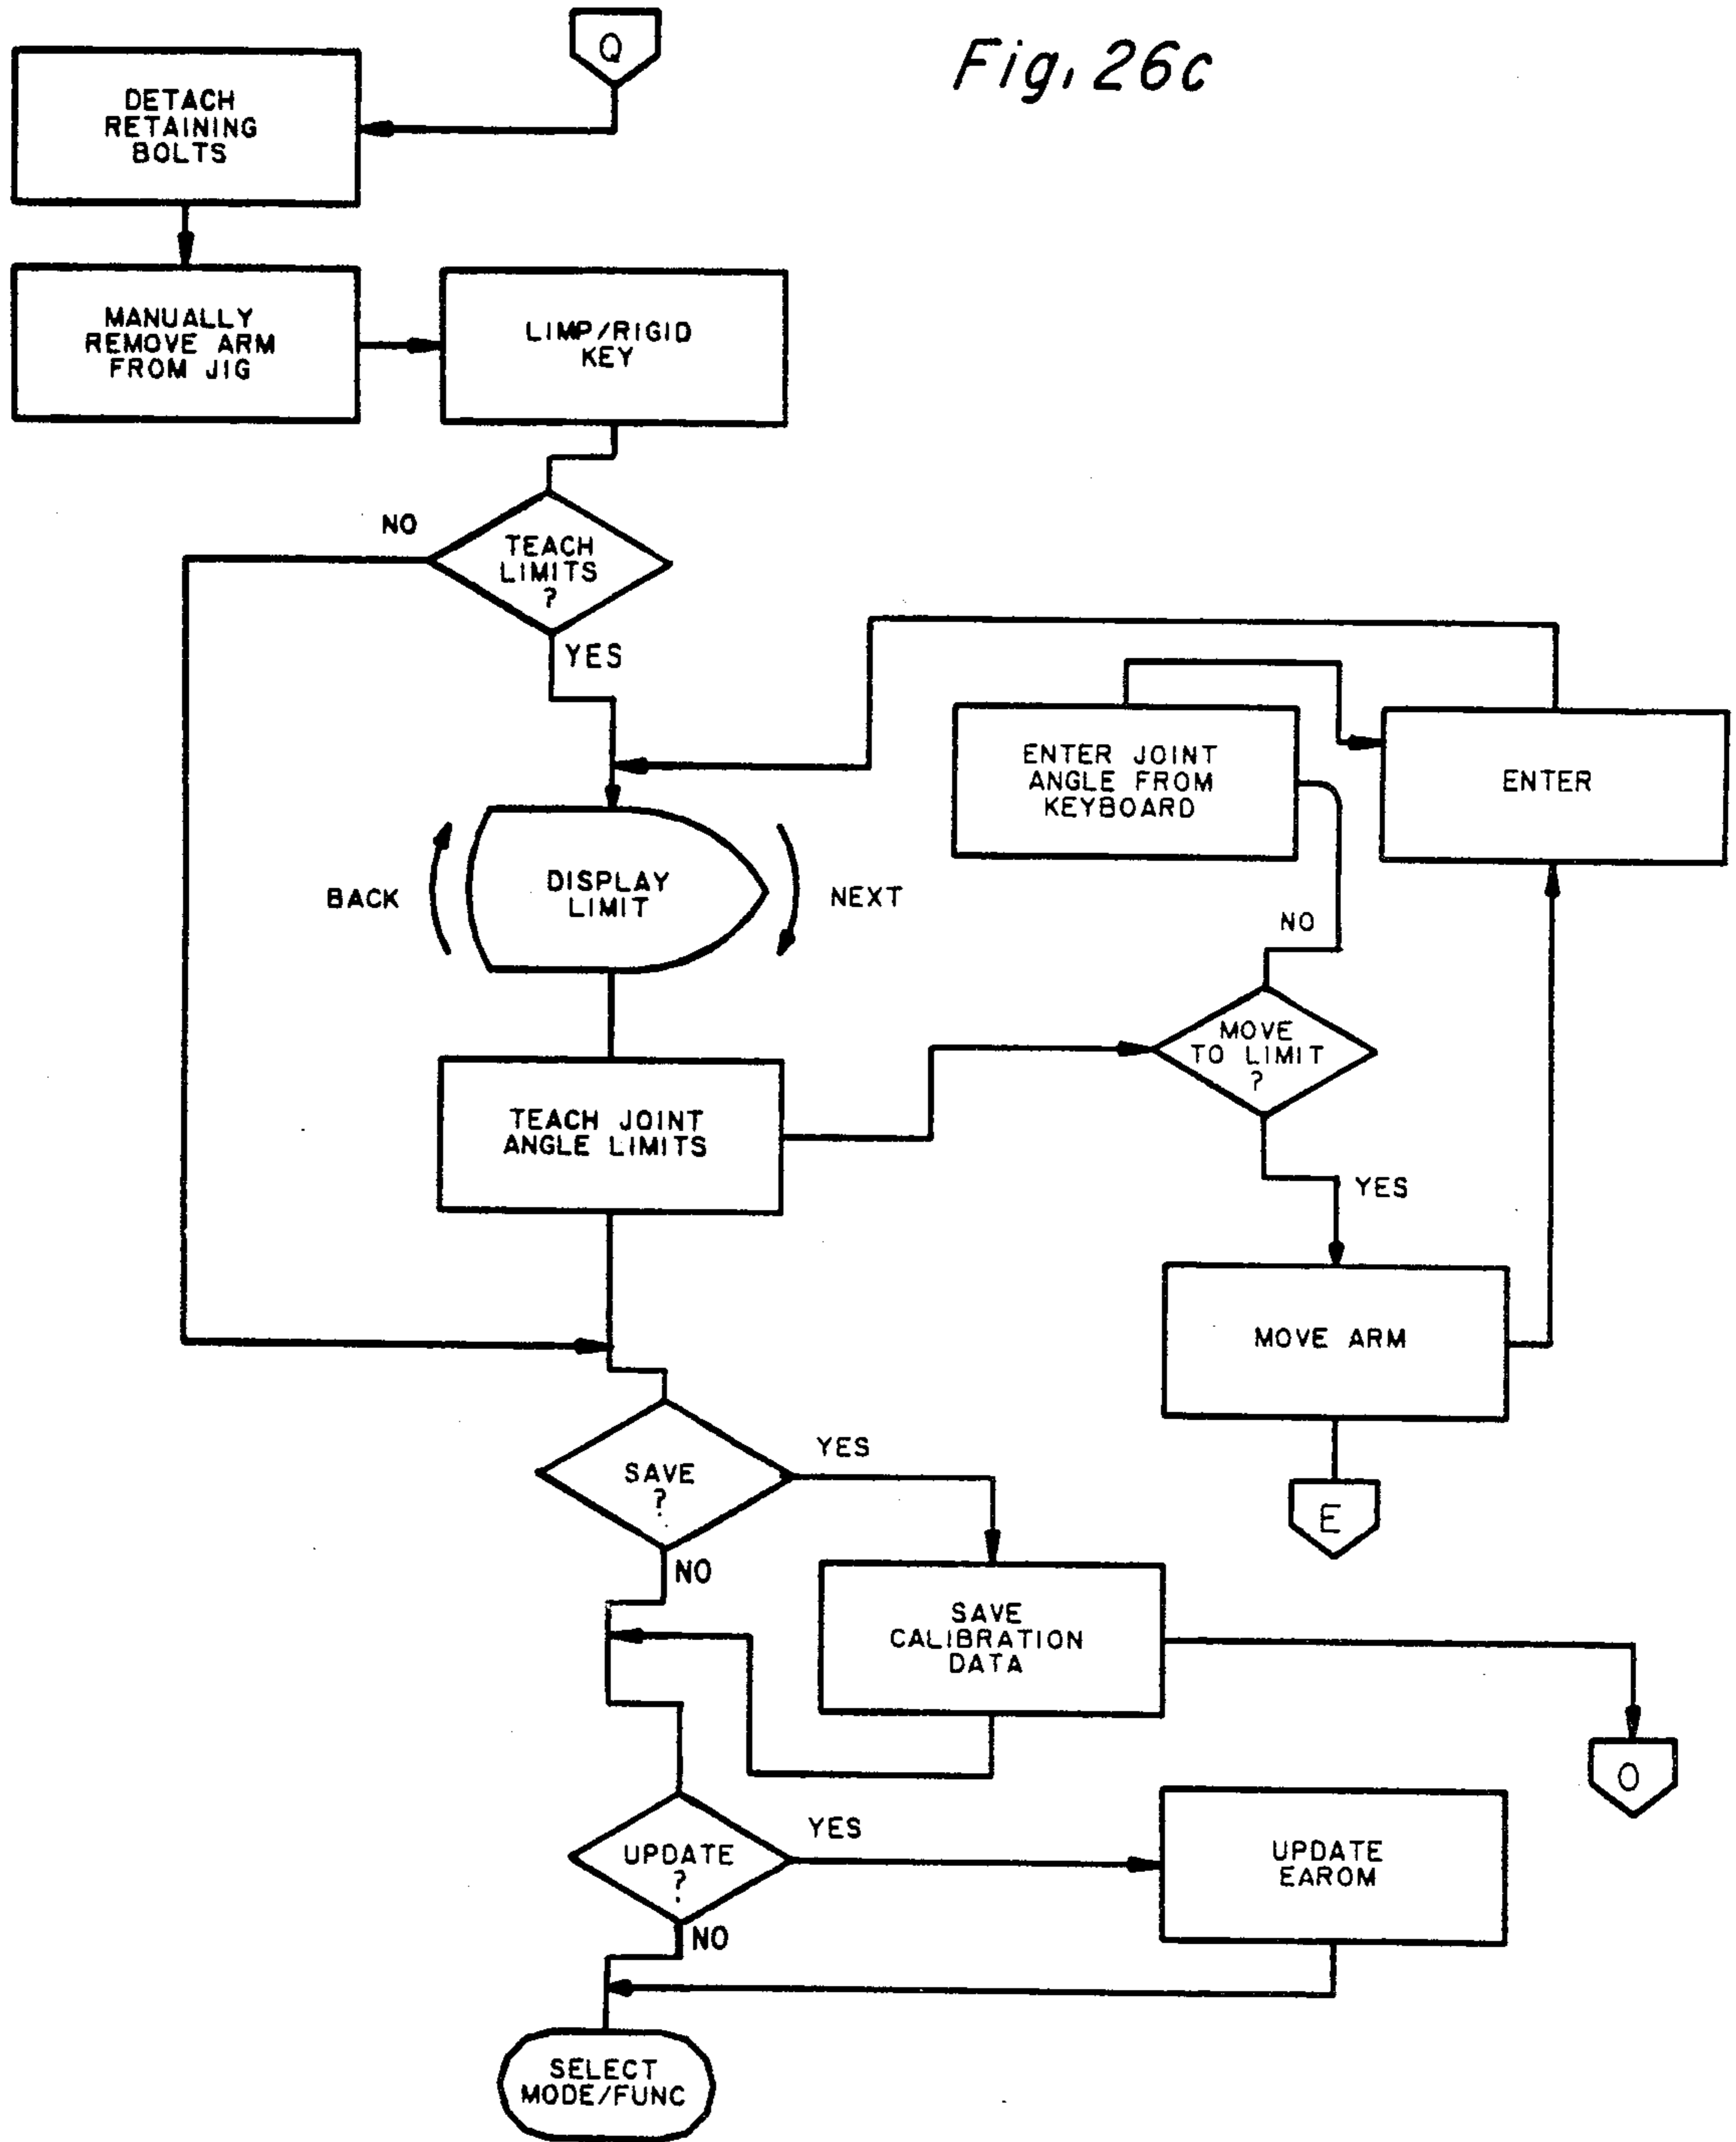 Q
Fig. 26c
DETACH
RETAINING
BOLTS
MANUALLY
REMOVE ARM
FROM JIG
LIMP/RIGID
KEY
NO
TEACH
LIMITS
?
YES
ENTER JOINT
ANGLE FROM
KEYBOARD
ENTER
BACK
DISPLAY
LIMIT
NEXT
NO
MOVE
TO LIMIT
?
TEACH JOINT
ANGLE LIMITS
YES
MOVE ARM
E
SAVE
?
YES
NO
SAVE
CALIBRATION
DATA
O
UPDATE
?
YES
UPDATE
EAROM
NO
SELECT
MODE/FUNC